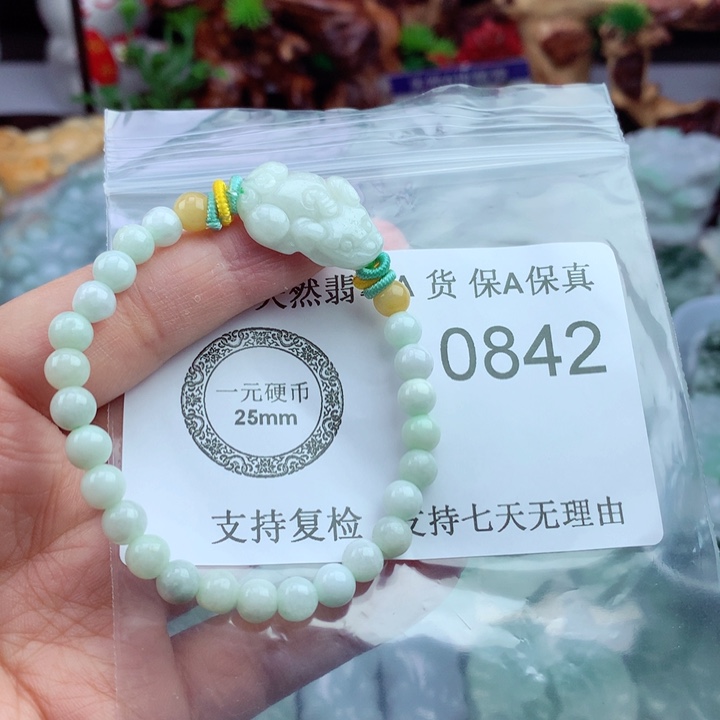 天然翡 A 货 保A保真
0842
一元硬币
25mm
支持复检
支持七天无理由